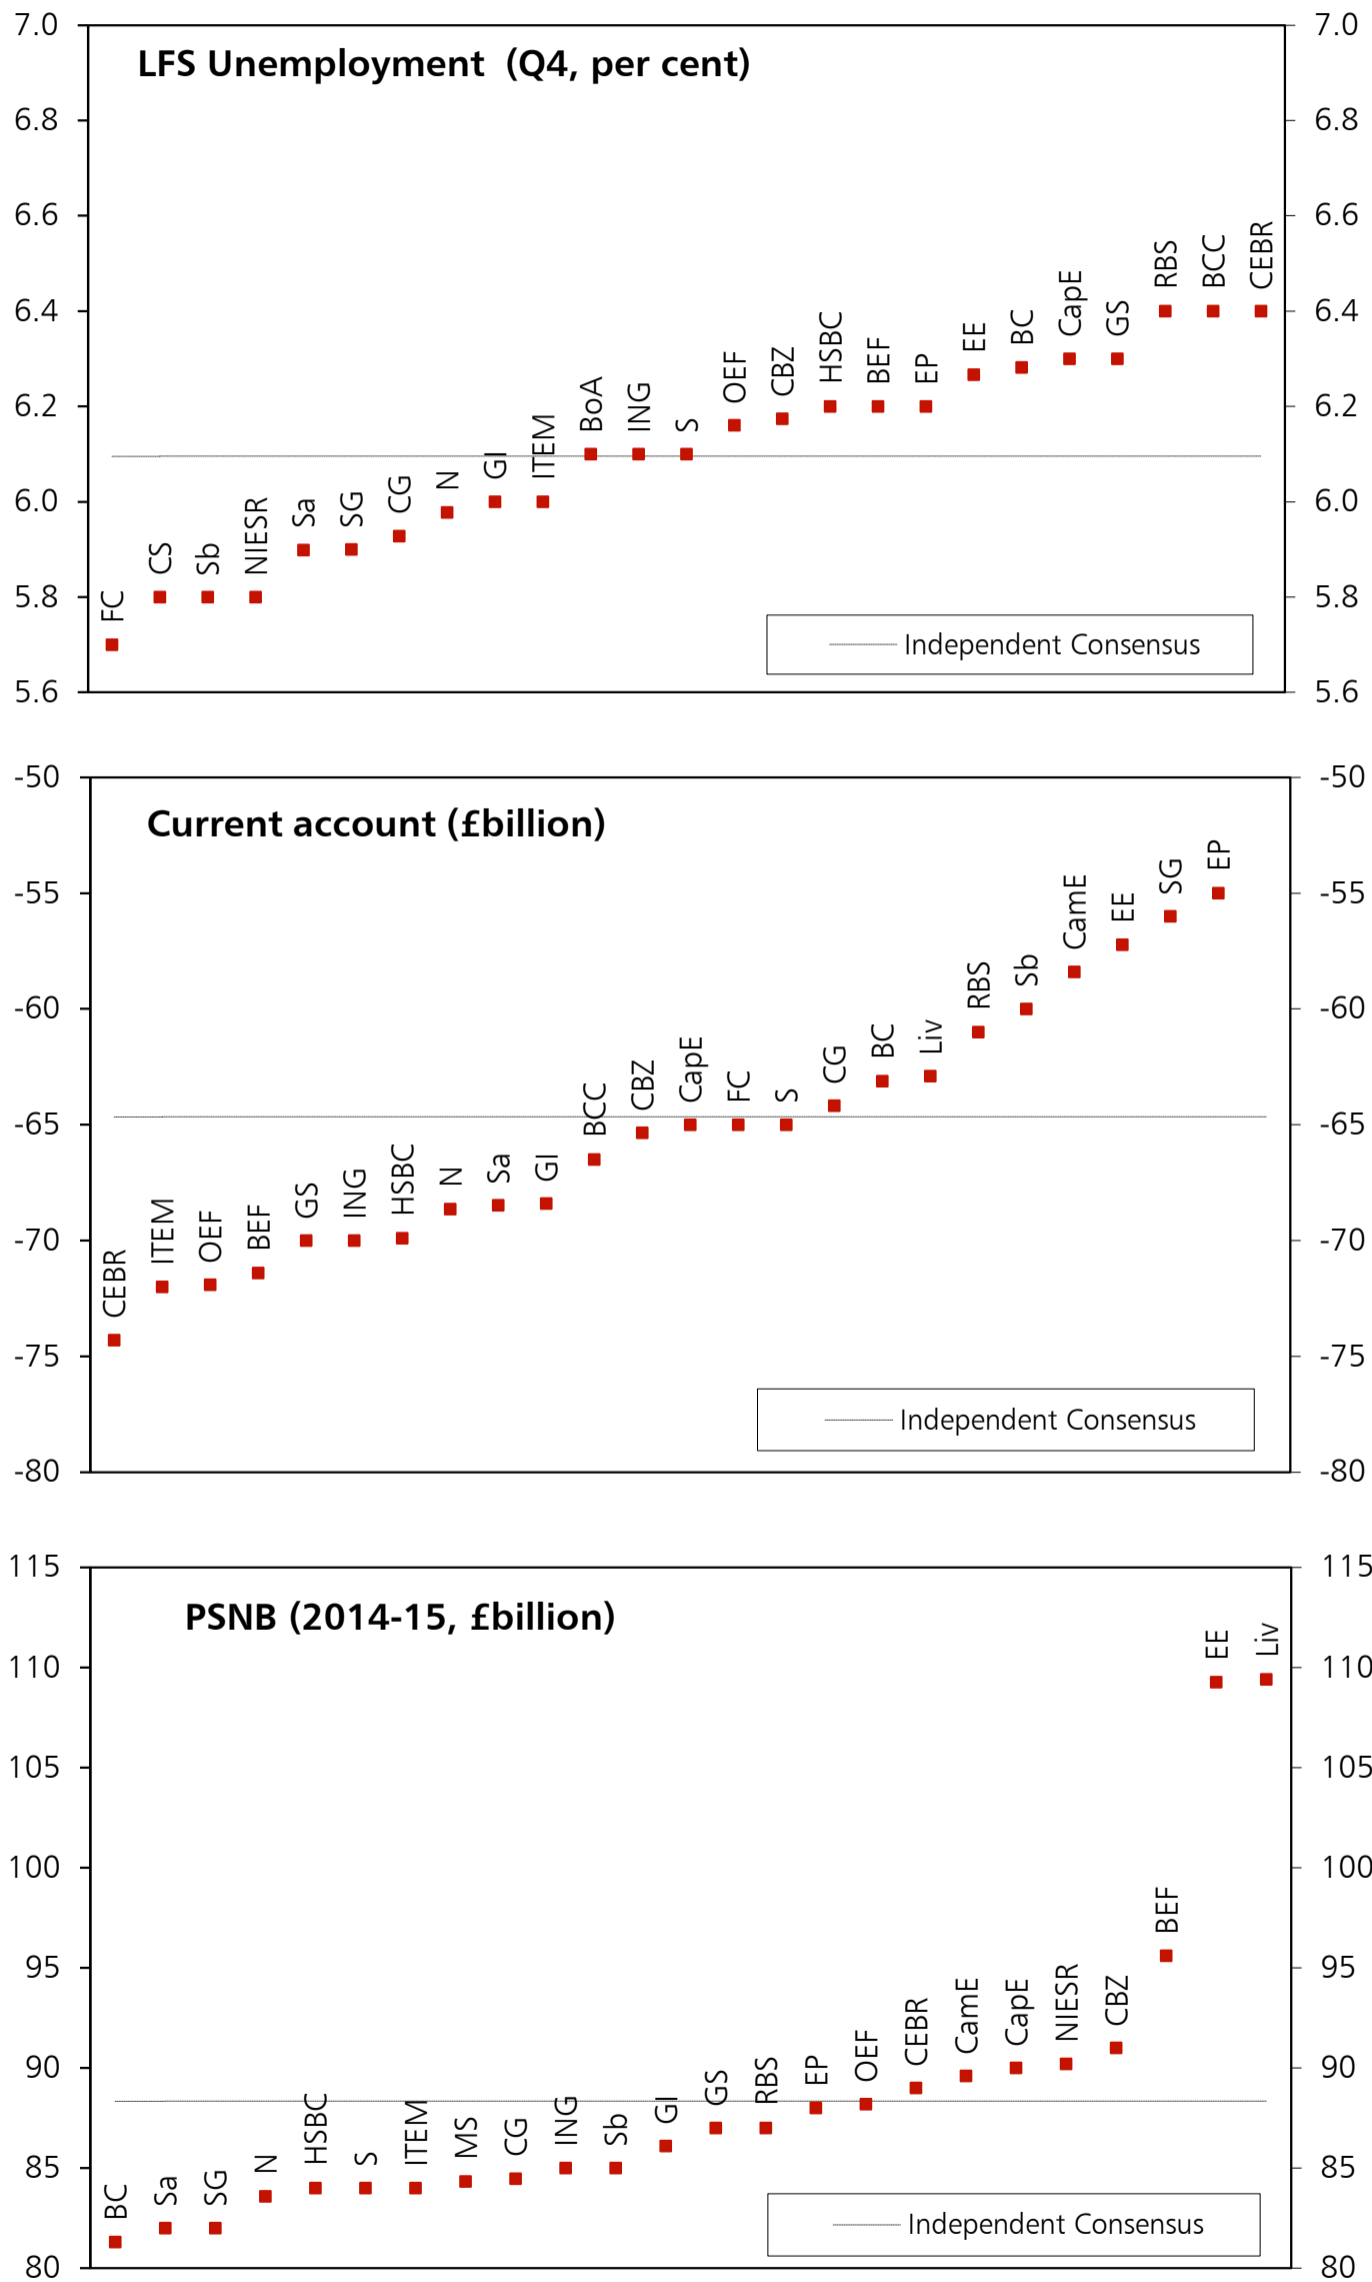 LFS Unemployment (Q4, per cent)
7.0
6.8
6.6
6.4
6.2
6.0
5.8
5.6
7.0
6.8
6.6
6.4
6.2
6.0
5.8
5.6
FC
CS
Sb
NIESR
Sa
SG
CG
N
GI
ITEM
BoA
ING
S
OEF
CBZ
HSBC
BEF
EP
EE
BC
CapE
GS
RBS
BCC
CEBR
Independent Consensus
Current account (£billion)
-50
-55
-60
-65
-70
-75
-80
-50
-55
-60
-65
-70
-75
-80
CEBR
ITEM
OEF
BEF
GS
ING
HSBC
N
Sa
GI
BCC
CBZ
CapE
FC
S
CG
BC
Liv
RBS
Sb
CamE
EE
SG
EP
Independent Consensus
PSNB (2014-15, £billion)
115
110
105
100
95
90
85
80
115
110
105
100
95
90
85
80
BC
Sa
SG
N
HSBC
S
ITEM
MS
CG
ING
Sb
GI
GS
RBS
EP
OEF
CEBR
CamE
CapE
NIESR
CBZ
BEF
EE
Liv
Independent Consensus